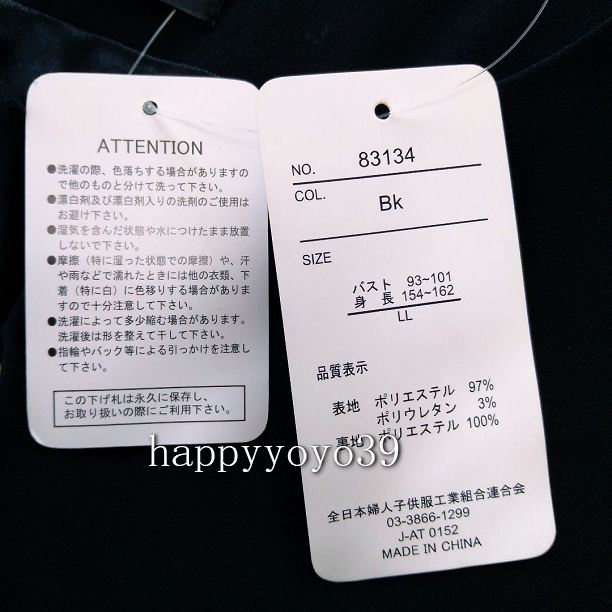 ATTENTION
●洗濯の際、色落ちする場合がありますの
で他のものと分けて洗って下さい。
●漂白剤及び漂白剤入りの洗剤のご使用は
お避け下さい。
●湿気を含んだ状態や水につけたまま放置
しないで下さい。
●摩擦（特に湿った状態での摩擦）や、汗
や雨などで濡れたときには他の衣類、下
着（特に白）に色移りする場合がありま
すので十分注意して下さい。
●洗濯によって多少縮む場合があります。
洗濯後は形を整えて干して下さい。
●指輪やバック等による引っかけを注意し
て下さい。
この下げ札は永久に保存し、
お取り扱いの際にご利用下さい。
NO. 83134
COL. Bk
SIZE
バスト 93~101
身 長 154~162
LL
品質表示
表地 ポリエステル 97%
ポリウレタン 3%
裏地 ポリエステル 100%
全日本婦人子供服工業組合連合会
03-3866-1299
J-AT 0152
MADE IN CHINA
happyyoyo39